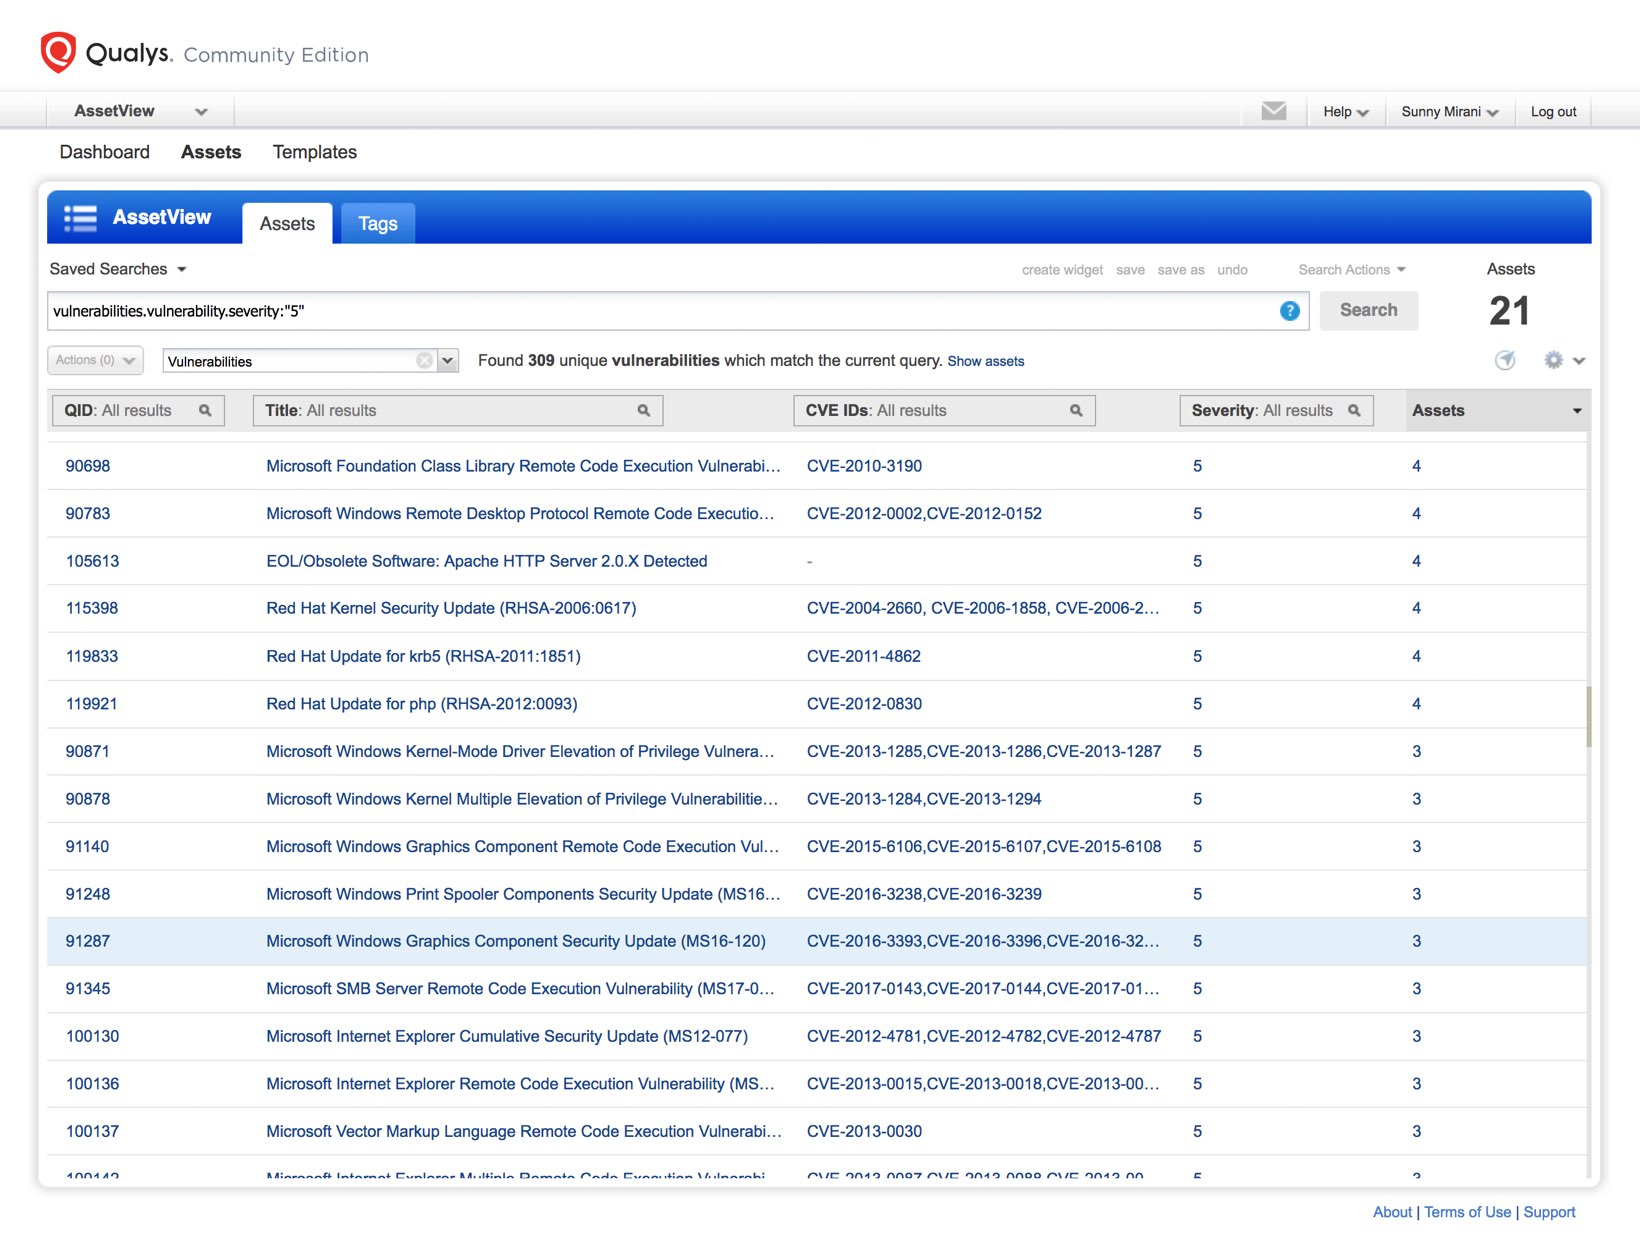 Qualys. Community Edition
AssetView Help Sunny Mirani Log out
Dashboard Assets Templates
AssetView Assets Tags
Saved Searches create widget save save as undo Search Actions Assets
vulnerabilities.vulnerability.severity:"5" ? Search 21
Actions (0) Vulnerabilities Found 309 unique vulnerabilities which match the current query. Show assets
QID: All results Title: All results CVE IDs: All results Severity: All results Assets
90698 Microsoft Foundation Class Library Remote Code Execution Vulnerabi... CVE-2010-3190 5 4
90783 Microsoft Windows Remote Desktop Protocol Remote Code Executio... CVE-2012-0002,CVE-2012-0152 5 4
105613 EOL/Obsolete Software: Apache HTTP Server 2.0.X Detected - 5 4
115398 Red Hat Kernel Security Update (RHSA-2006:0617) CVE-2004-2660, CVE-2006-1858, CVE-2006-2... 5 4
119833 Red Hat Update for krb5 (RHSA-2011:1851) CVE-2011-4862 5 4
119921 Red Hat Update for php (RHSA-2012:0093) CVE-2012-0830 5 4
90871 Microsoft Windows Kernel-Mode Driver Elevation of Privilege Vulnera... CVE-2013-1285,CVE-2013-1286,CVE-2013-1287 5 3
90878 Microsoft Windows Kernel Multiple Elevation of Privilege Vulnerabilitie... CVE-2013-1284,CVE-2013-1294 5 3
91140 Microsoft Windows Graphics Component Remote Code Execution Vul... CVE-2015-6106,CVE-2015-6107,CVE-2015-6108 5 3
91248 Microsoft Windows Print Spooler Components Security Update (MS16... CVE-2016-3238,CVE-2016-3239 5 3
91287 Microsoft Windows Graphics Component Security Update (MS16-120) CVE-2016-3393,CVE-2016-3396,CVE-2016-32... 5 3
91345 Microsoft SMB Server Remote Code Execution Vulnerability (MS17-0... CVE-2017-0143,CVE-2017-0144,CVE-2017-01... 5 3
100130 Microsoft Internet Explorer Cumulative Security Update (MS12-077) CVE-2012-4781,CVE-2012-4782,CVE-2012-4787 5 3
100136 Microsoft Internet Explorer Remote Code Execution Vulnerability (MS... CVE-2013-0015,CVE-2013-0018,CVE-2013-00... 5 3
100137 Microsoft Vector Markup Language Remote Code Execution Vulnerabi... CVE-2013-0030 5 3
Microsoft Internet Explorer Multiple Remote Code Execution Vulnerabi
About | Terms of Use | Support